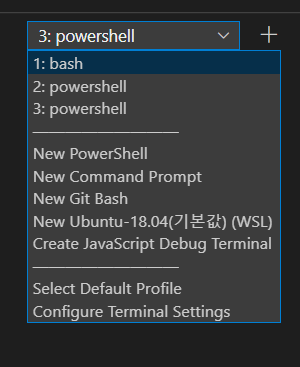 3: powershell
1: bash
2: powershell
3: powershell
New PowerShell
New Command Prompt
New Git Bash
New Ubuntu-18.04(기본값) (WSL)
Create JavaScript Debug Terminal
Select Default Profile
Configure Terminal Settings